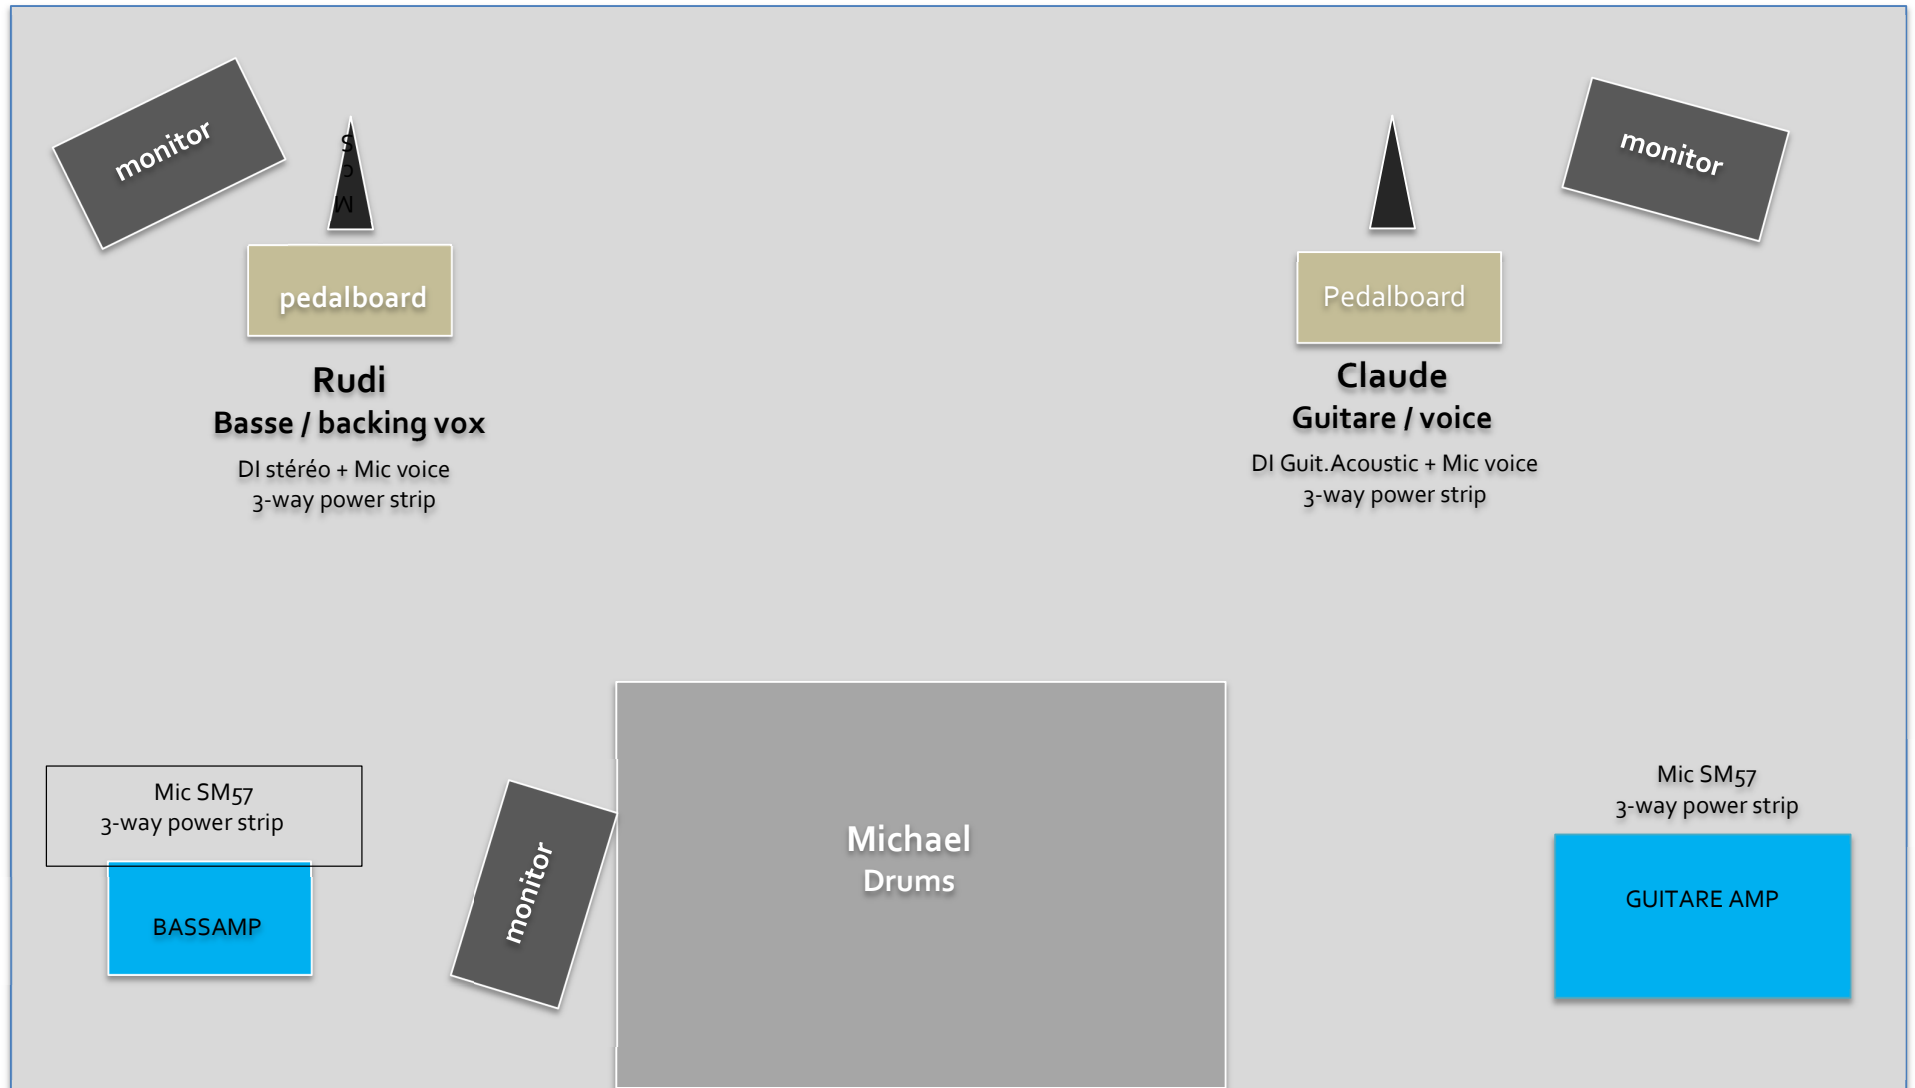 monitor
S
c
M
monitor
pedalboard
Pedalboard
Rudi
Basse / backing vox
DI stéréo + Mic voice
3-way power strip
Claude
Guitare / voice
DI Guit.Acoustic + Mic voice
3-way power strip
Mic SM57
3-way power strip
BASSAMP
monitor
Michael
Drums
Mic SM57
3-way power strip
GUITARE AMP